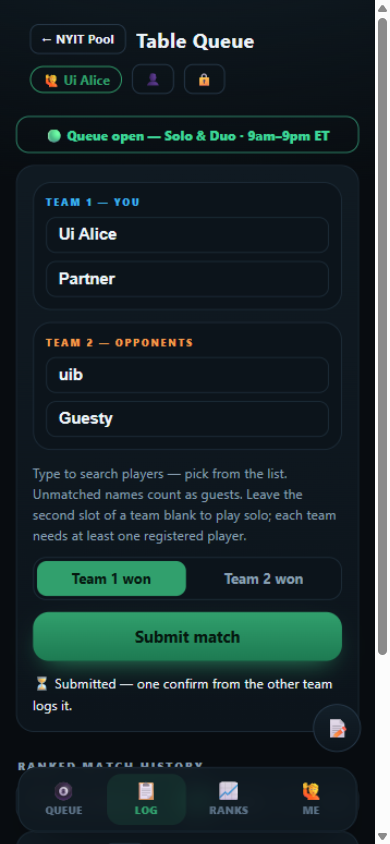 ← NYIT Pool
Table Queue
Ui Alice
Queue open — Solo & Duo · 9am–9pm ET
TEAM 1 — YOU
Ui Alice
Partner
TEAM 2 — OPPONENTS
uib
Guesty
Type to search players — pick from the list.
Unmatched names count as guests. Leave the
second slot of a team blank to play solo; each team
needs at least one registered player.
Team 1 won
Team 2 won
Submit match
Submitted — one confirm from the other team
logs it.
RANKED MATCH HISTORY
QUEUE
LOG
RANKS
ME